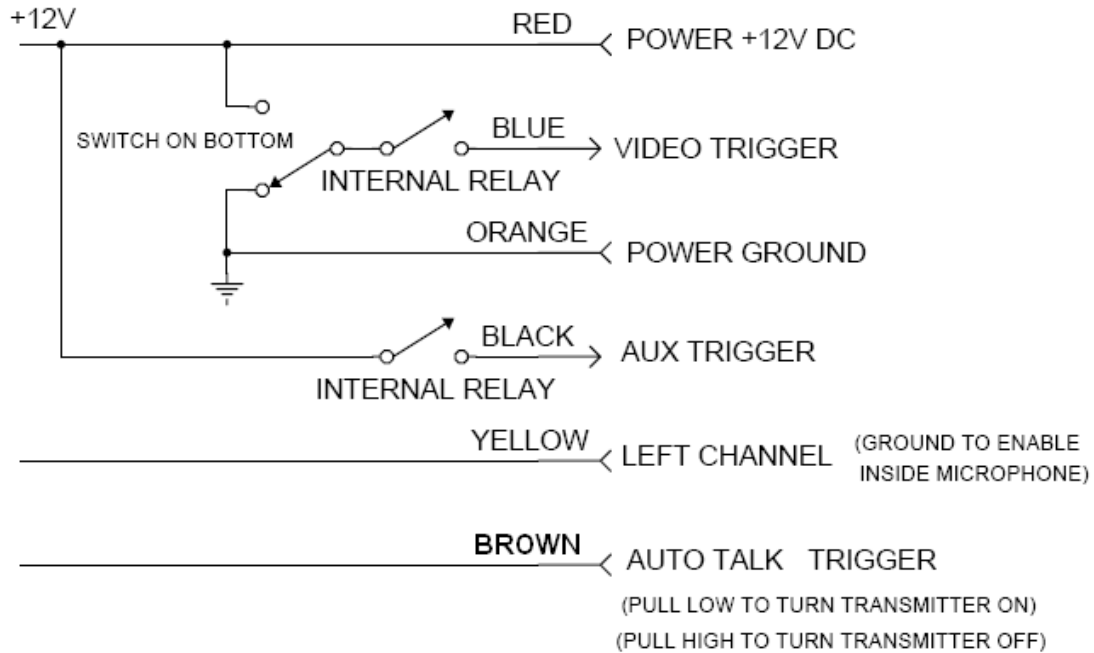 +12V
RED
POWER +12V DC
SWITCH ON BOTTOM
BLUE
VIDEO TRIGGER
INTERNAL RELAY
ORANGE
POWER GROUND
BLACK
AUX TRIGGER
INTERNAL RELAY
YELLOW
LEFT CHANNEL
(GROUND TO ENABLE
INSIDE MICROPHONE)
BROWN
AUTO TALK TRIGGER
(PULL LOW TO TURN TRANSMITTER ON)
(PULL HIGH TO TURN TRANSMITTER OFF)